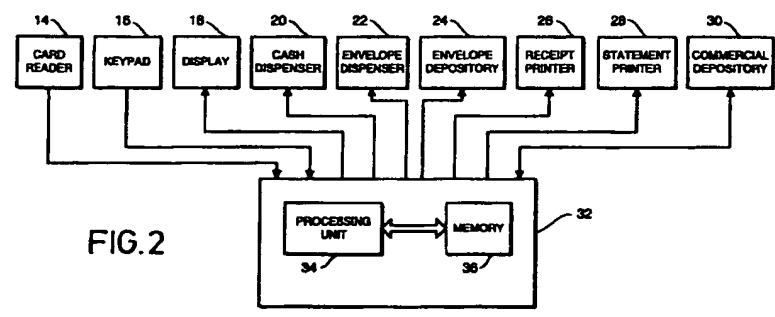 14 16 18 20 22 24 26 28 30
CARD READER
KEYPAD
DISPLAY
CASH DISPENSER
ENVELOPE DISPENSER
ENVELOPE DEPOSITORY
RECEIPT PRINTER
STATEMENT PRINTER
COMMERCIAL DEPOSITORY
PROCESSING UNIT
MEMORY
32
34
36
FIG.2